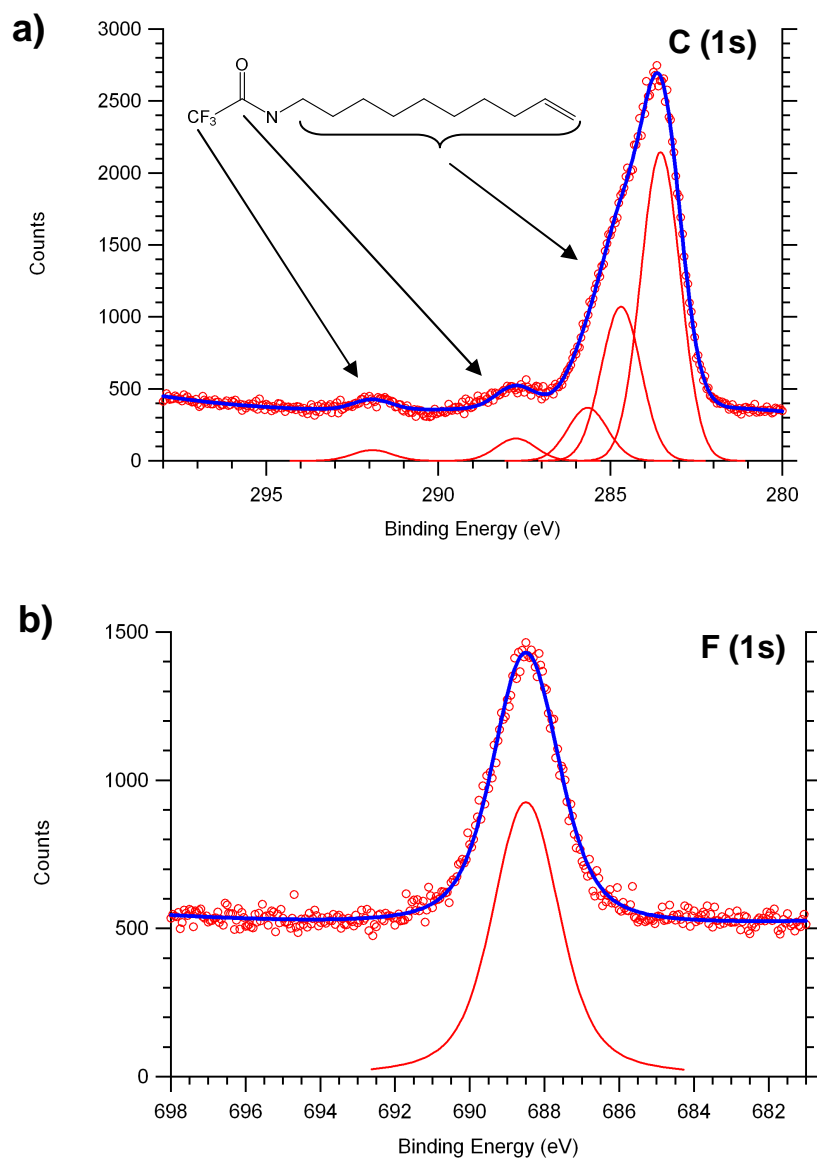 a)
C (1s)
3000
2500
2000
1500
1000
500
0
Counts
O
CF3
N
295 290 285 280
Binding Energy (eV)
b)
F (1s)
1500
1000
500
0
Counts
698 696 694 692 690 688 686 684 682
Binding Energy (eV)